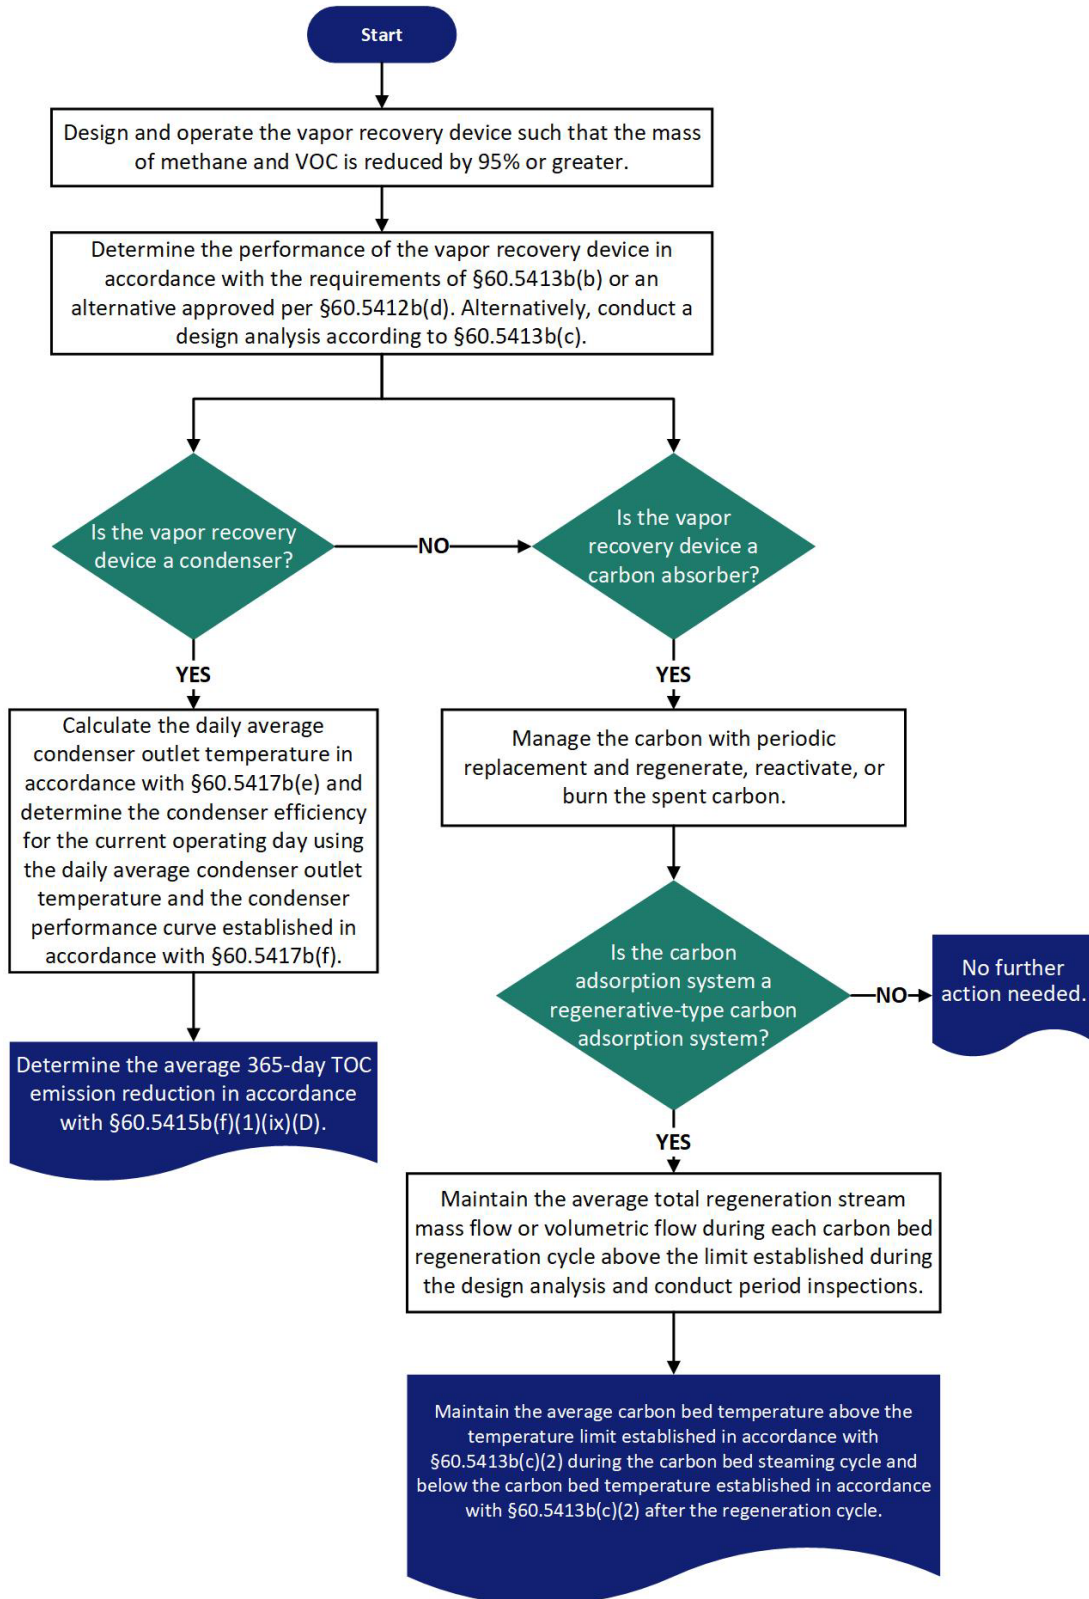 Start
Design and operate the vapor recovery device such that the mass
of methane and VOC is reduced by 95% or greater.
Determine the performance of the vapor recovery device in
accordance with the requirements of §60.5413b(b) or an
alternative approved per §60.5412b(d). Alternatively, conduct a
design analysis according to §60.5413b(c).
Is the vapor recovery
device a condenser?
NO
Is the vapor
recovery device a
carbon absorber?
YES
YES
Calculate the daily average
condenser outlet temperature in
accordance with §60.5417b(e) and
determine the condenser efficiency
for the current operating day using
the daily average condenser outlet
temperature and the condenser
performance curve established in
accordance with §60.5417b(f).
Manage the carbon with periodic
replacement and regenerate, reactivate, or
burn the spent carbon.
Is the carbon
adsorption system a
regenerative-type carbon
adsorption system?
NO
No further
action needed.
Determine the average 365-day TOC
emission reduction in accordance
with §60.5415b(f)(1)(ix)(D).
YES
Maintain the average total regeneration stream
mass flow or volumetric flow during each carbon bed
regeneration cycle above the limit established during
the design analysis and conduct period inspections.
Maintain the average carbon bed temperature above the
temperature limit established in accordance with
§60.5413b(c)(2) during the carbon bed steaming cycle and
below the carbon bed temperature established in accordance
with §60.5413b(c)(2) after the regeneration cycle.